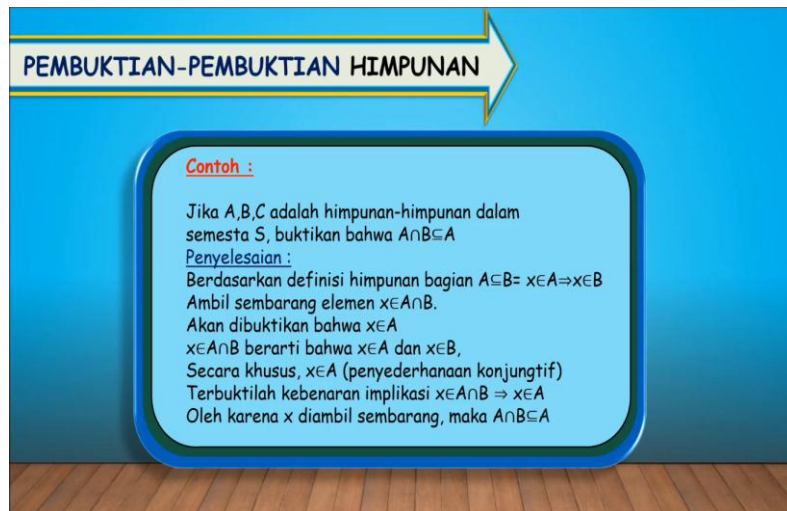 PEMBUKTIAN-PEMBUKTIAN HIMPUNAN
Contoh :
Jika A,B,C adalah himpunan-himpunan dalam
semesta S, buktikan bahwa A∩B⊆A
Penyelesaian :
Berdasarkan definisi himpunan bagian A⊆B= x∈A⇒x∈B
Ambil sembarang elemen x∈A∩B.
Akan dibuktikan bahwa x∈A
x∈A∩B berarti bahwa x∈A dan x∈B,
Secara khusus, x∈A (penyederhanaan konjungtif)
Terbuktilah kebenaran implikasi x∈A∩B ⇒ x∈A
Oleh karena x diambil sembarang, maka A∩B⊆A